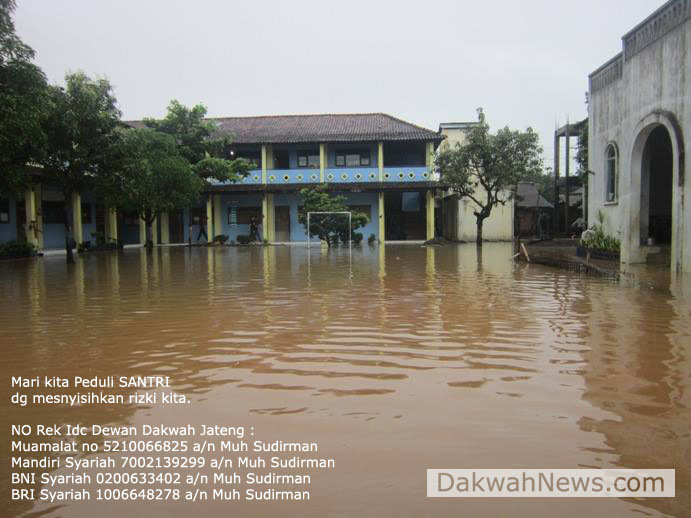 Mari kita Peduli SANTRI
dg mesnyisihkan rizki kita.
NO Rek Idc Dewan Dakwah Jateng :
Muamalat no 5210066825 a/n Muh Sudirman
Mandiri Syariah 7002139299 a/n Muh Sudirman
BNI Syariah 0200633402 a/n Muh Sudirman
BRI Syariah 1006648278 a/n Muh Sudirman
DakwahNews.com